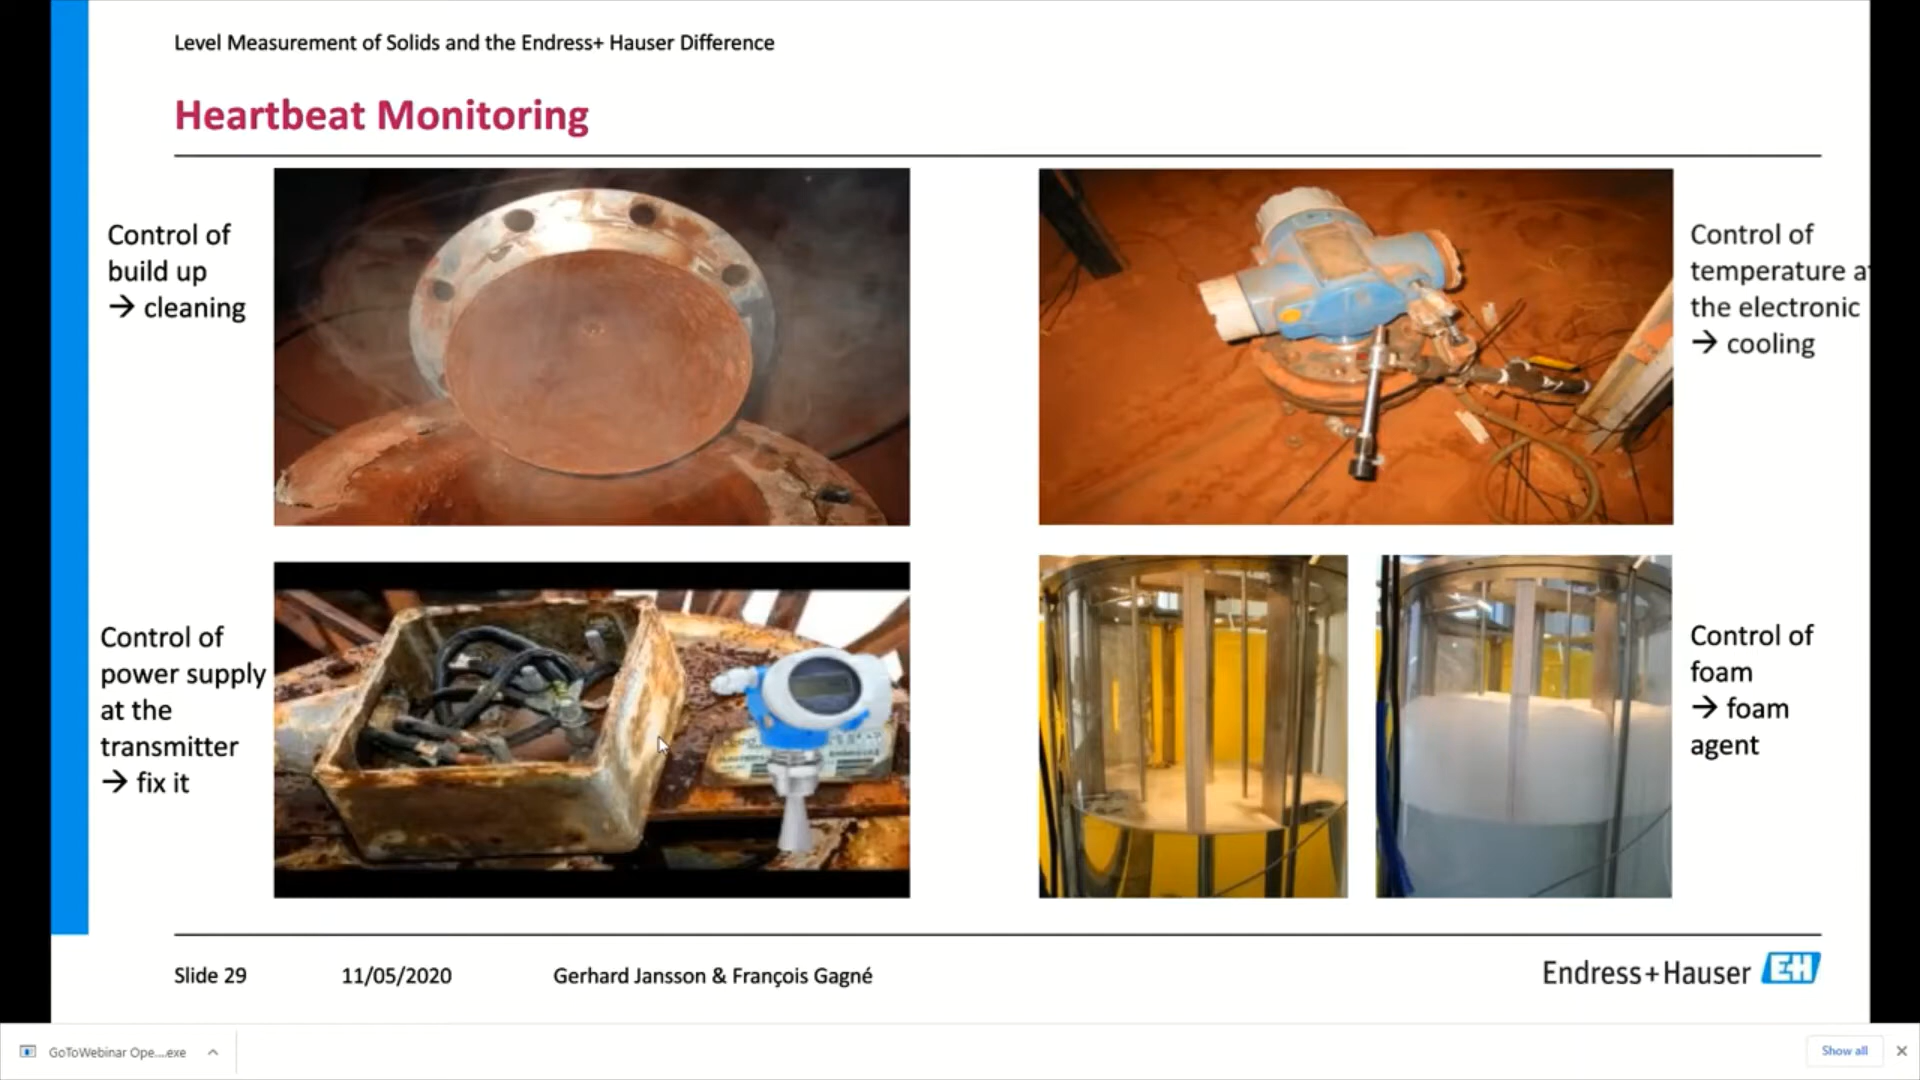 Level Measurement of Solids and the Endress+ Hauser Difference
Heartbeat Monitoring
Control of
build up
→ cleaning
Control of
temperature a
the electronic
→ cooling
Control of
power supply
at the
transmitter
→ fix it
Control of
foam
→ foam
agent
Slide 29
11/05/2020
Gerhard Jansson & François Gagné
Endress+Hauser EH
GoToWebinar Ope....exe
Show all